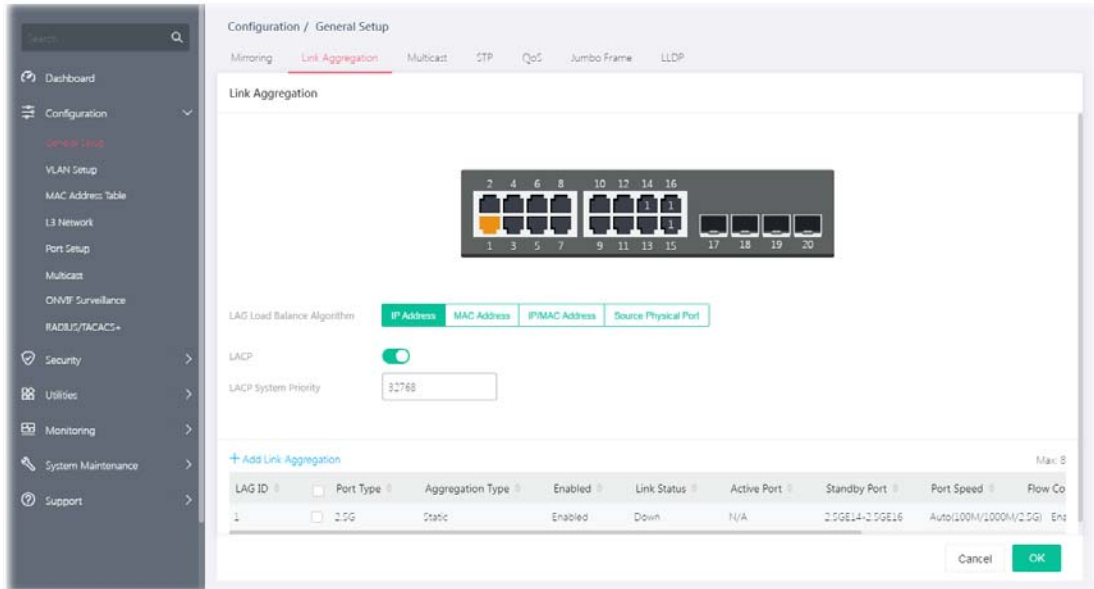 Search...
Dashboard
Configuration
General Setup
VLAN Setup
MAC Address Table
L3 Network
Port Setup
Multicast
ONVIF Surveillance
RADIUS/TACACS+
Security
Utilities
Monitoring
System Maintenance
Support
Configuration / General Setup
Mirroring Link Aggregation Multicast STP QoS Jumbo Frame LLDP
Link Aggregation
2 4 6 8 10 12 14 16
1 1
1
1 3 5 7 9 11 13 15 17 18 19 20
LAG Load Balance Algorithm IP Address MAC Address IP/MAC Address Source Physical Port
LACP
LACP System Priority 32768
+ Add Link Aggregation Max: 8
LAG ID Port Type Aggregation Type Enabled Link Status Active Port Standby Port Port Speed Flow Co
1 2.5G Static Enabled Down N/A 2.5GE14-2.5GE16 Auto(100M/1000M/2.5G) Ena
Cancel OK